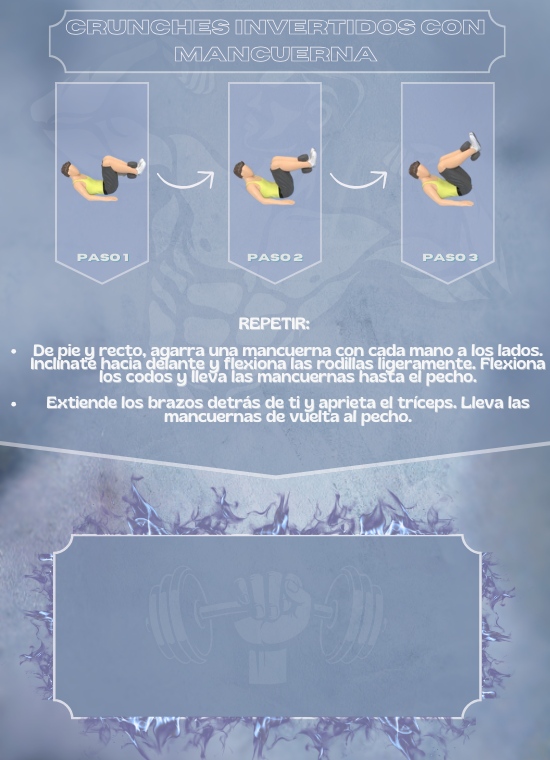 CRUNCHES INVERTIDOS CON
MANCUERNA
PASO 1
PASO 2
PASO 3
REPETIR:
• De pie y recto, agarra una mancuerna con cada mano a los lados.
Inclínate hacia delante y flexiona las rodillas ligeramente. Flexiona
los codos y lleva las mancuernas hasta el pecho.
• Extiende los brazos detrás de ti y aprieta el tríceps. Lleva las
mancuernas de vuelta al pecho.